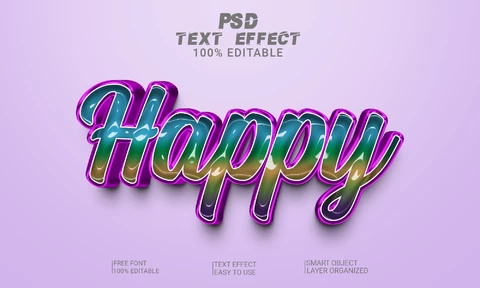 PSD
TEXT EFFECT
100% EDITABLE
Happy
FREE FONT
100% EDITABLE
TEXT EFFECT
EASY TO USE
SMART OBJECT
LAYER ORGANIZED